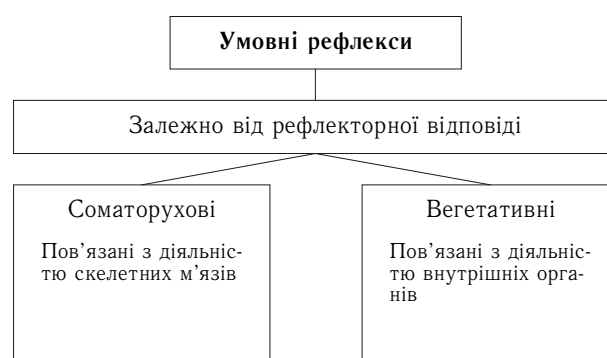 Умовні рефлекси
Залежно від рефлекторної відповіді
Соматорухові
Пов’язані з діяльніс-
тю скелетних м’язів
Вегетативні
Пов’язані з діяльніс-
тю внутрішніх орга-
нів